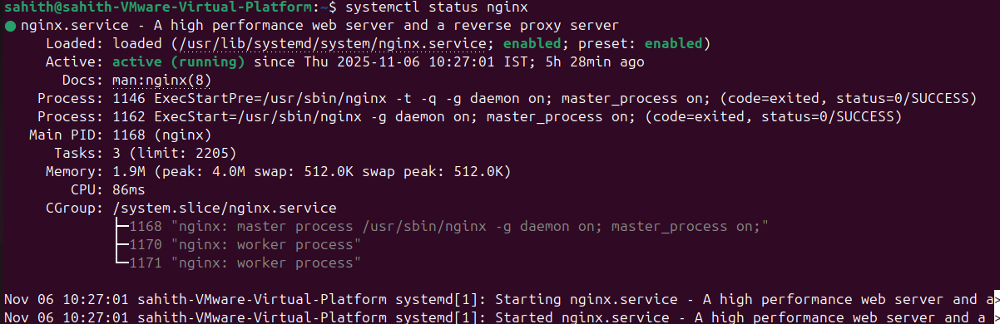 sahith@sahith-VMware-Virtual-Platform:~$ systemctl status nginx
● nginx.service - A high performance web server and a reverse proxy server
     Loaded: loaded (/usr/lib/systemd/system/nginx.service; enabled; preset: enabled)
     Active: active (running) since Thu 2025-11-06 10:27:01 IST; 5h 28min ago
       Docs: man:nginx(8)
    Process: 1146 ExecStartPre=/usr/sbin/nginx -t -q -g daemon on; master_process on; (code=exited, status=0/SUCCESS)
    Process: 1162 ExecStart=/usr/sbin/nginx -g daemon on; master_process on; (code=exited, status=0/SUCCESS)
   Main PID: 1168 (nginx)
      Tasks: 3 (limit: 2205)
     Memory: 1.9M (peak: 4.0M swap: 512.0K swap peak: 512.0K)
        CPU: 86ms
     CGroup: /system.slice/nginx.service
             ├─1168 "nginx: master process /usr/sbin/nginx -g daemon on; master_process on;"
             ├─1170 "nginx: worker process"
             └─1171 "nginx: worker process"

Nov 06 10:27:01 sahith-VMware-Virtual-Platform systemd[1]: Starting nginx.service - A high performance web server and a>
Nov 06 10:27:01 sahith-VMware-Virtual-Platform systemd[1]: Started nginx.service - A high performance web server and a